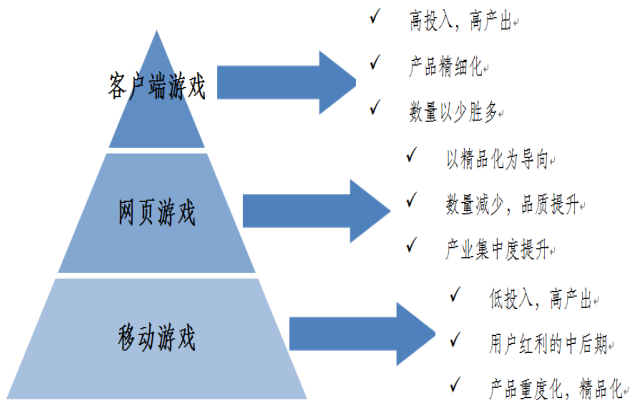 高投入，高产出
客户端游戏
产品精细化
数量以少胜多
以精品化为导向
网页游戏
数量减少，品质提升
产业集中度提升
低投入，高产出
移动游戏
用户红利的中后期
产品重度化，精品化